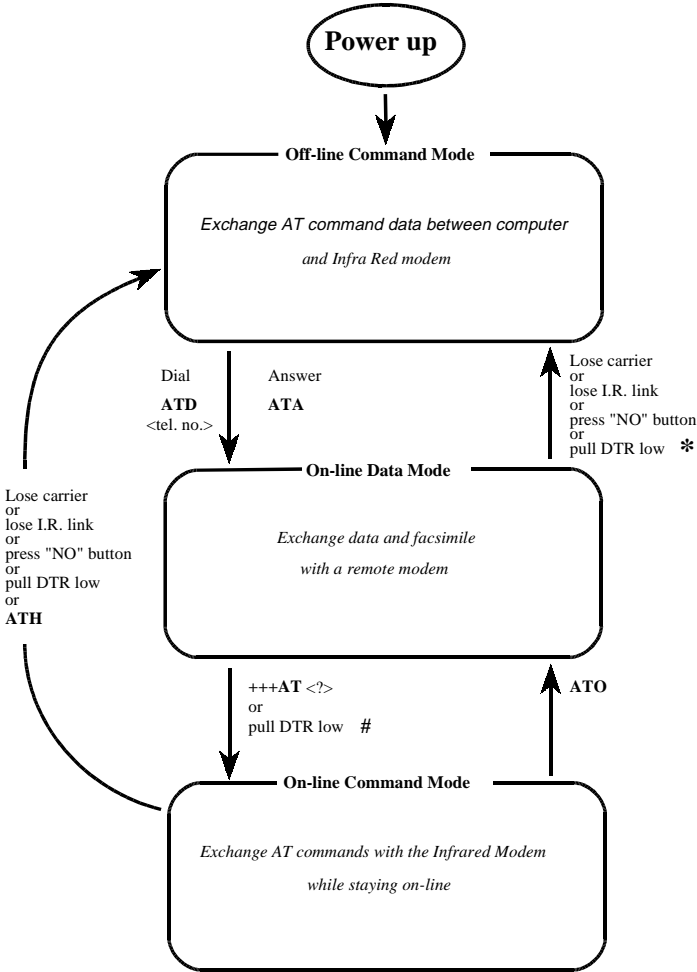 Power up
Off-line Command Mode
Exchange AT command data between computer
and Infra Red modem
Dial
ATD
<tel. no.>
Answer
ATA
Lose carrier
or
lose I.R. link
or
press "NO" button
or
pull DTR low *
On-line Data Mode
Exchange data and facsimile
with a remote modem
Lose carrier
or
lose I.R. link
or
press "NO" button
or
pull DTR low
or
ATH
+++AT <?>
or
pull DTR low #
ATO
On-line Command Mode
Exchange AT commands with the Infrared Modem
while staying on-line